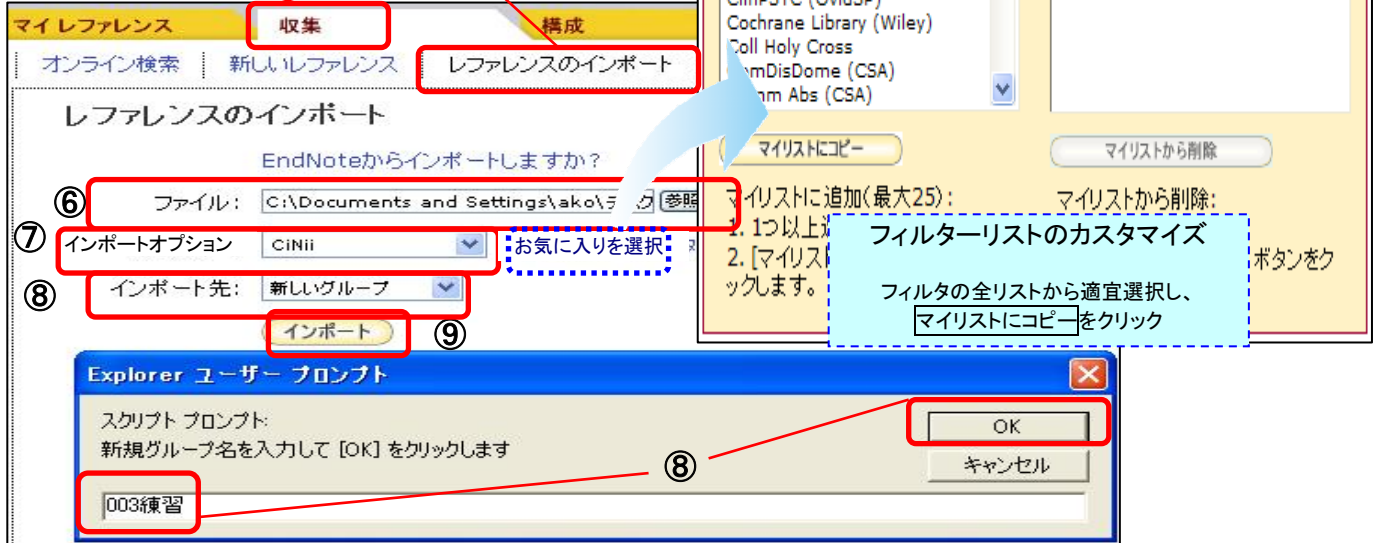 マイレファレンス 収集 構成
オンライン検索 新しいレファレンス レファレンスのインポート
レファレンスのインポート
EndNoteからインポートしますか？
⑥ ファイル: C:\Documents and Settings\ako\デスク 参照
⑦ インポートオプション CiNii お気に入りを選択
⑧ インポート先: 新しいグループ
インポート ⑨
Cochrane Library (Wiley)
Coll Holy Cross
ComDisDome (CSA)
Comm Abs (CSA)
マイリストにコピー マイリストから削除
マイリストに追加(最大25): マイリストから削除:
1. 1つ以上
2. [マイリス ボタンをク
ックします。
フィルターリストのカスタマイズ
フィルタの全リストから適宜選択し、
マイリストにコピーをクリック
Explorer ユーザー プロンプト
スクリプト プロンプト:
新規グループ名を入力して [OK] をクリックします
OK
キャンセル
⑧
003練習